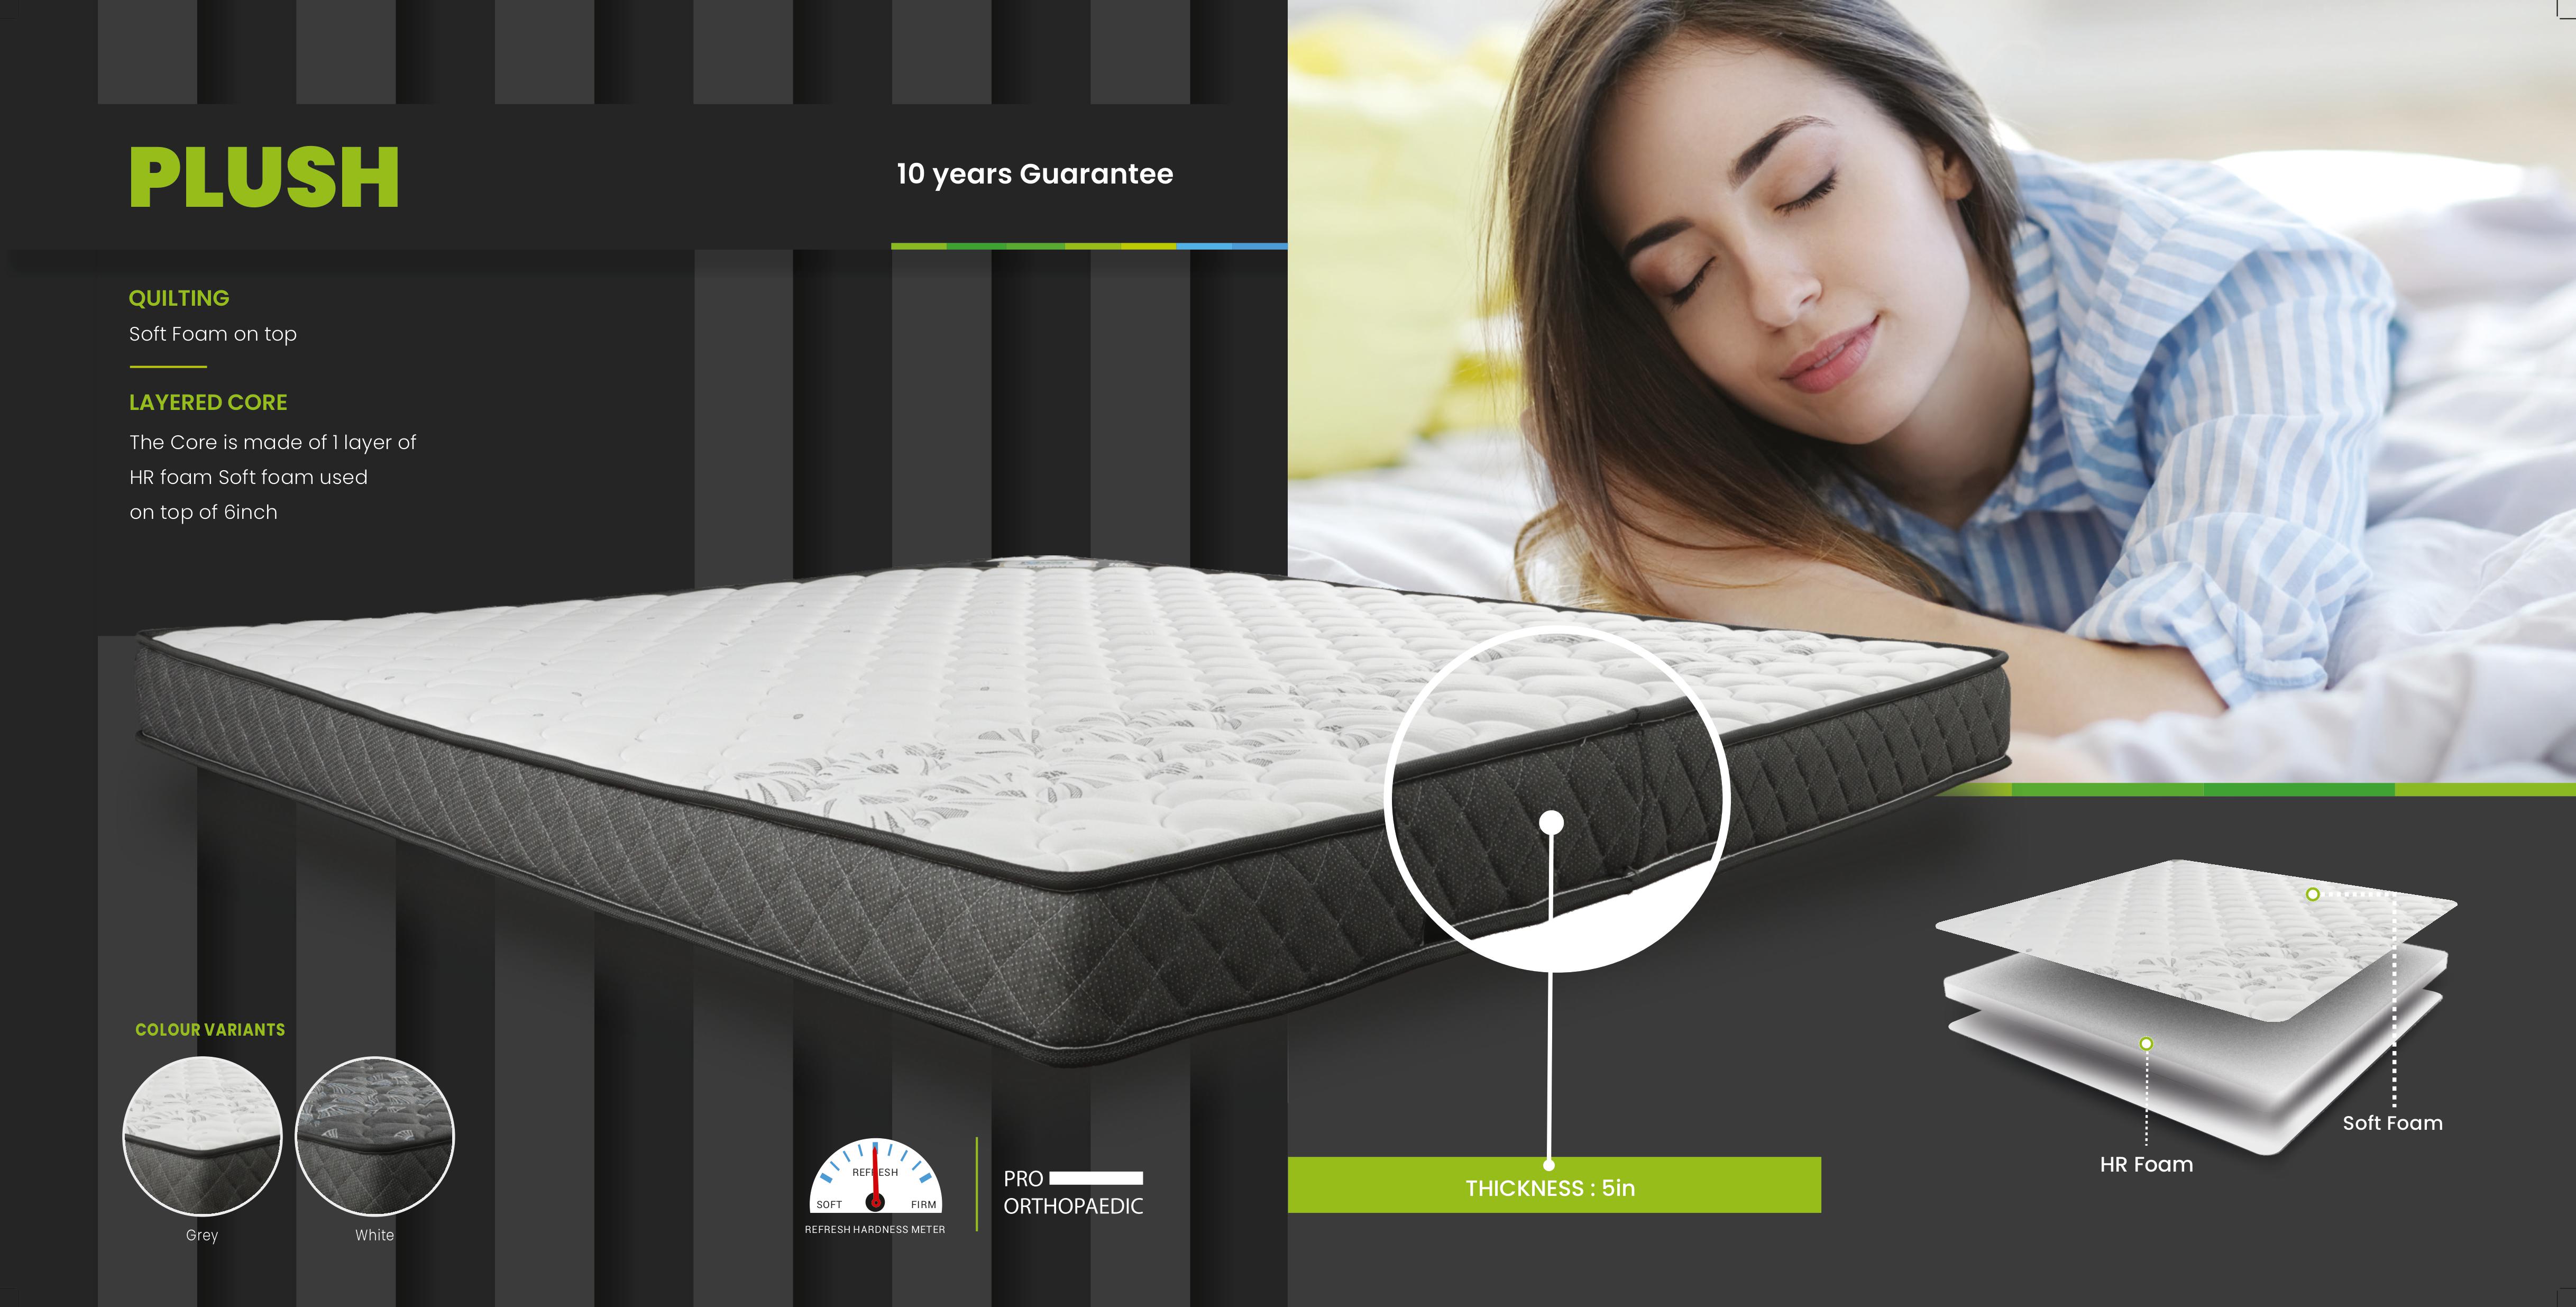 PLUSH
10 years Guarantee
QUILTING
Soft Foam on top
LAYERED CORE
The Core is made of 1 layer of
HR foam Soft foam used
on top of 6inch
COLOUR VARIANTS
Grey
White
REFRESH
SOFT
FIRM
REFRESH HARDNESS METER
PRO
ORTHOPAEDIC
THICKNESS : 5in
HR Foam
Soft Foam